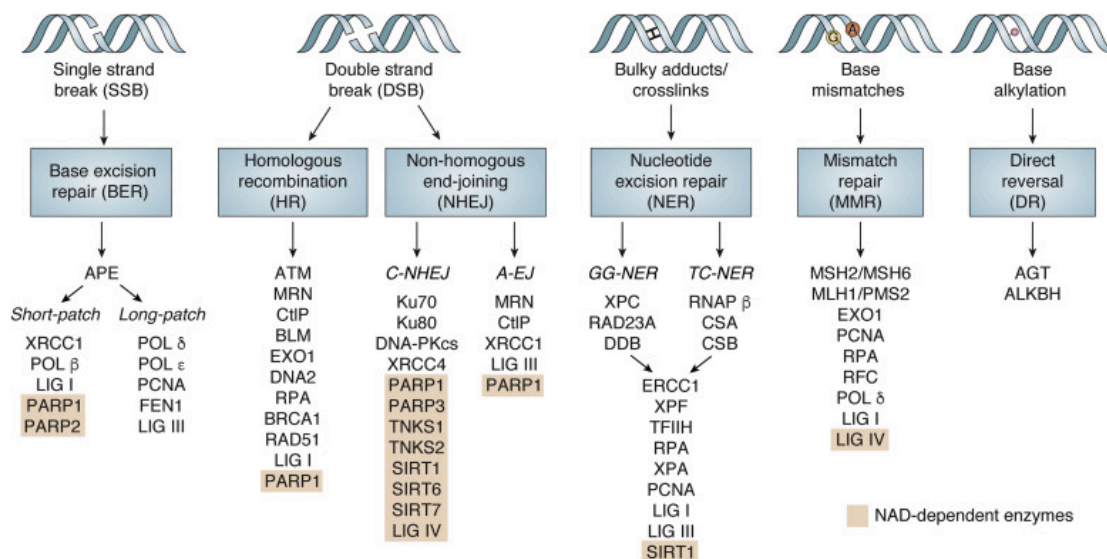 Single strand
break (SSB)
Double strand
break (DSB)
H
Bulky adducts/
crosslinks
G
A
Base
mismatches
Base
alkylation
Base excision
repair (BER)
Homologous
recombination
(HR)
Non-homogous
end-joining
(NHEJ)
Nucleotide
excision repair
(NER)
Mismatch
repair
(MMR)
Direct
reversal
(DR)
APE
Short-patch
XRCC1
POL β
LIG I
PARP1
PARP2
Long-patch
POL δ
POL ε
PCNA
FEN1
LIG III
ATM
MRN
CtIP
BLM
EXO1
DNA2
RPA
BRCA1
RAD51
LIG I
PARP1
C-NHEJ
Ku70
Ku80
DNA-PKcs
XRCC4
PARP1
PARP3
TNKS1
TNKS2
SIRT1
SIRT6
SIRT7
LIG IV
A-EJ
MRN
CtIP
XRCC1
LIG III
PARP1
GG-NER
XPC
RAD23A
DDB
TC-NER
RNAP β
CSA
CSB
ERCC1
XPF
TFIIH
RPA
XPA
PCNA
LIG I
LIG III
SIRT1
MSH2/MSH6
MLH1/PMS2
EXO1
PCNA
RPA
RFC
POL δ
LIG I
LIG IV
AGT
ALKBH
NAD-dependent enzymes